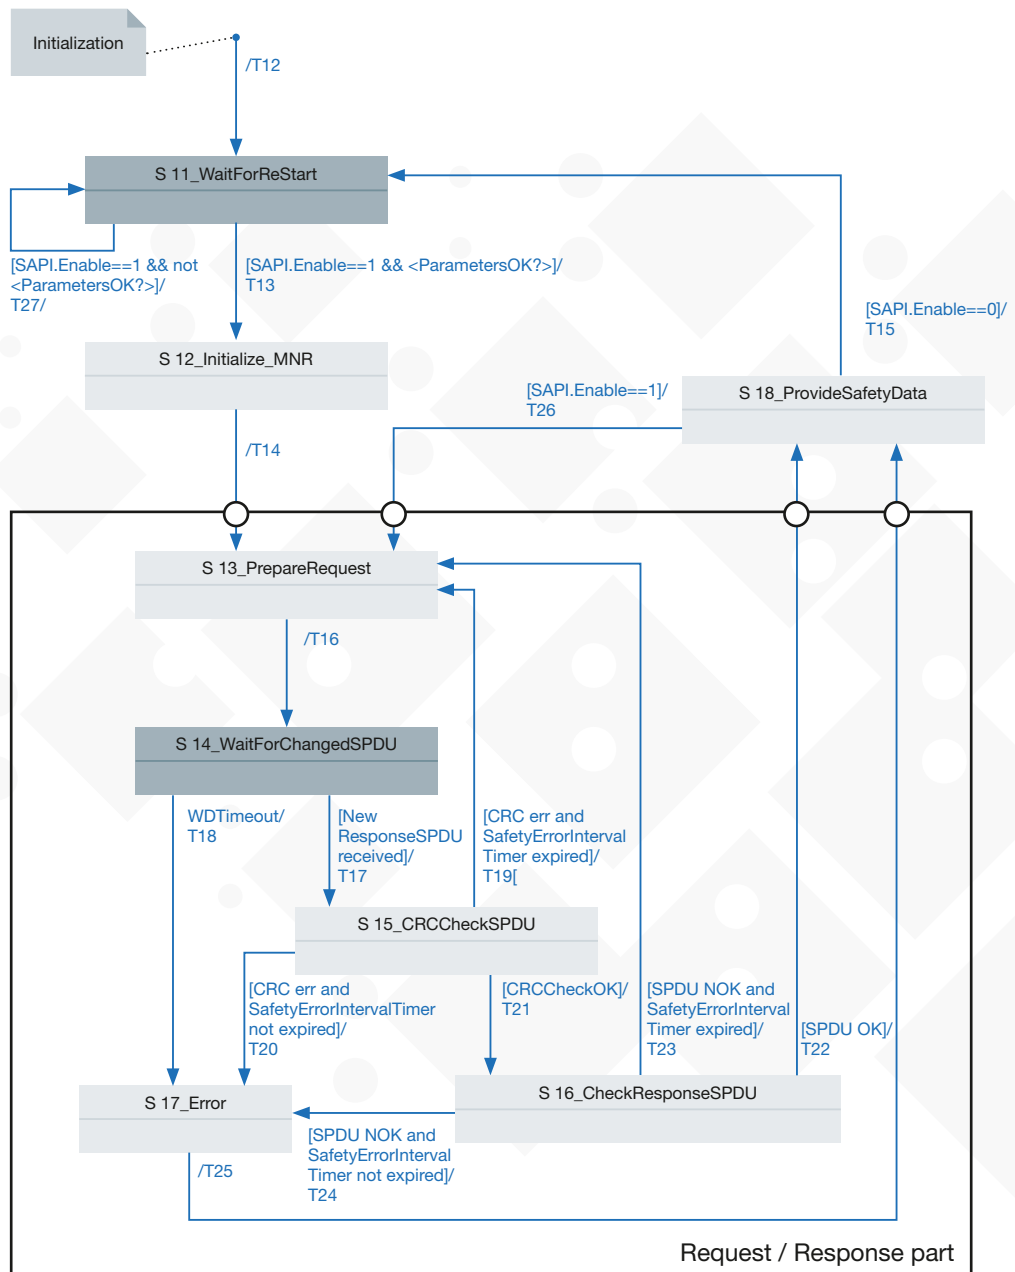 Initialization
/T12
S 11_WaitForReStart
[SAPI.Enable==1 && not
<ParametersOK?>]/
T27/
[SAPI.Enable==1 && <ParametersOK?>]/
T13
[SAPI.Enable==0]/
T15
S 12_Initialize_MNR
S 18_ProvideSafetyData
[SAPI.Enable==1]/
T26
/T14
S 13_PrepareRequest
/T16
S 14_WaitForChangedSPDU
WDTimeout/
T18
[New
ResponseSPDU
received]/
T17
[CRC err and
SafetyErrorInterval
Timer expired]/
T19[
S 15_CRCCheckSPDU
[CRC err and
SafetyErrorIntervalTimer
not expired]/
T20
[CRCCheckOK]/
T21
[SPDU NOK and
SafetyErrorInterval
Timer expired]/
T23
[SPDU OK]/
T22
S 17_Error
S 16_CheckResponseSPDU
/T25
[SPDU NOK and
SafetyErrorInterval
Timer not expired]/
T24
Request / Response part